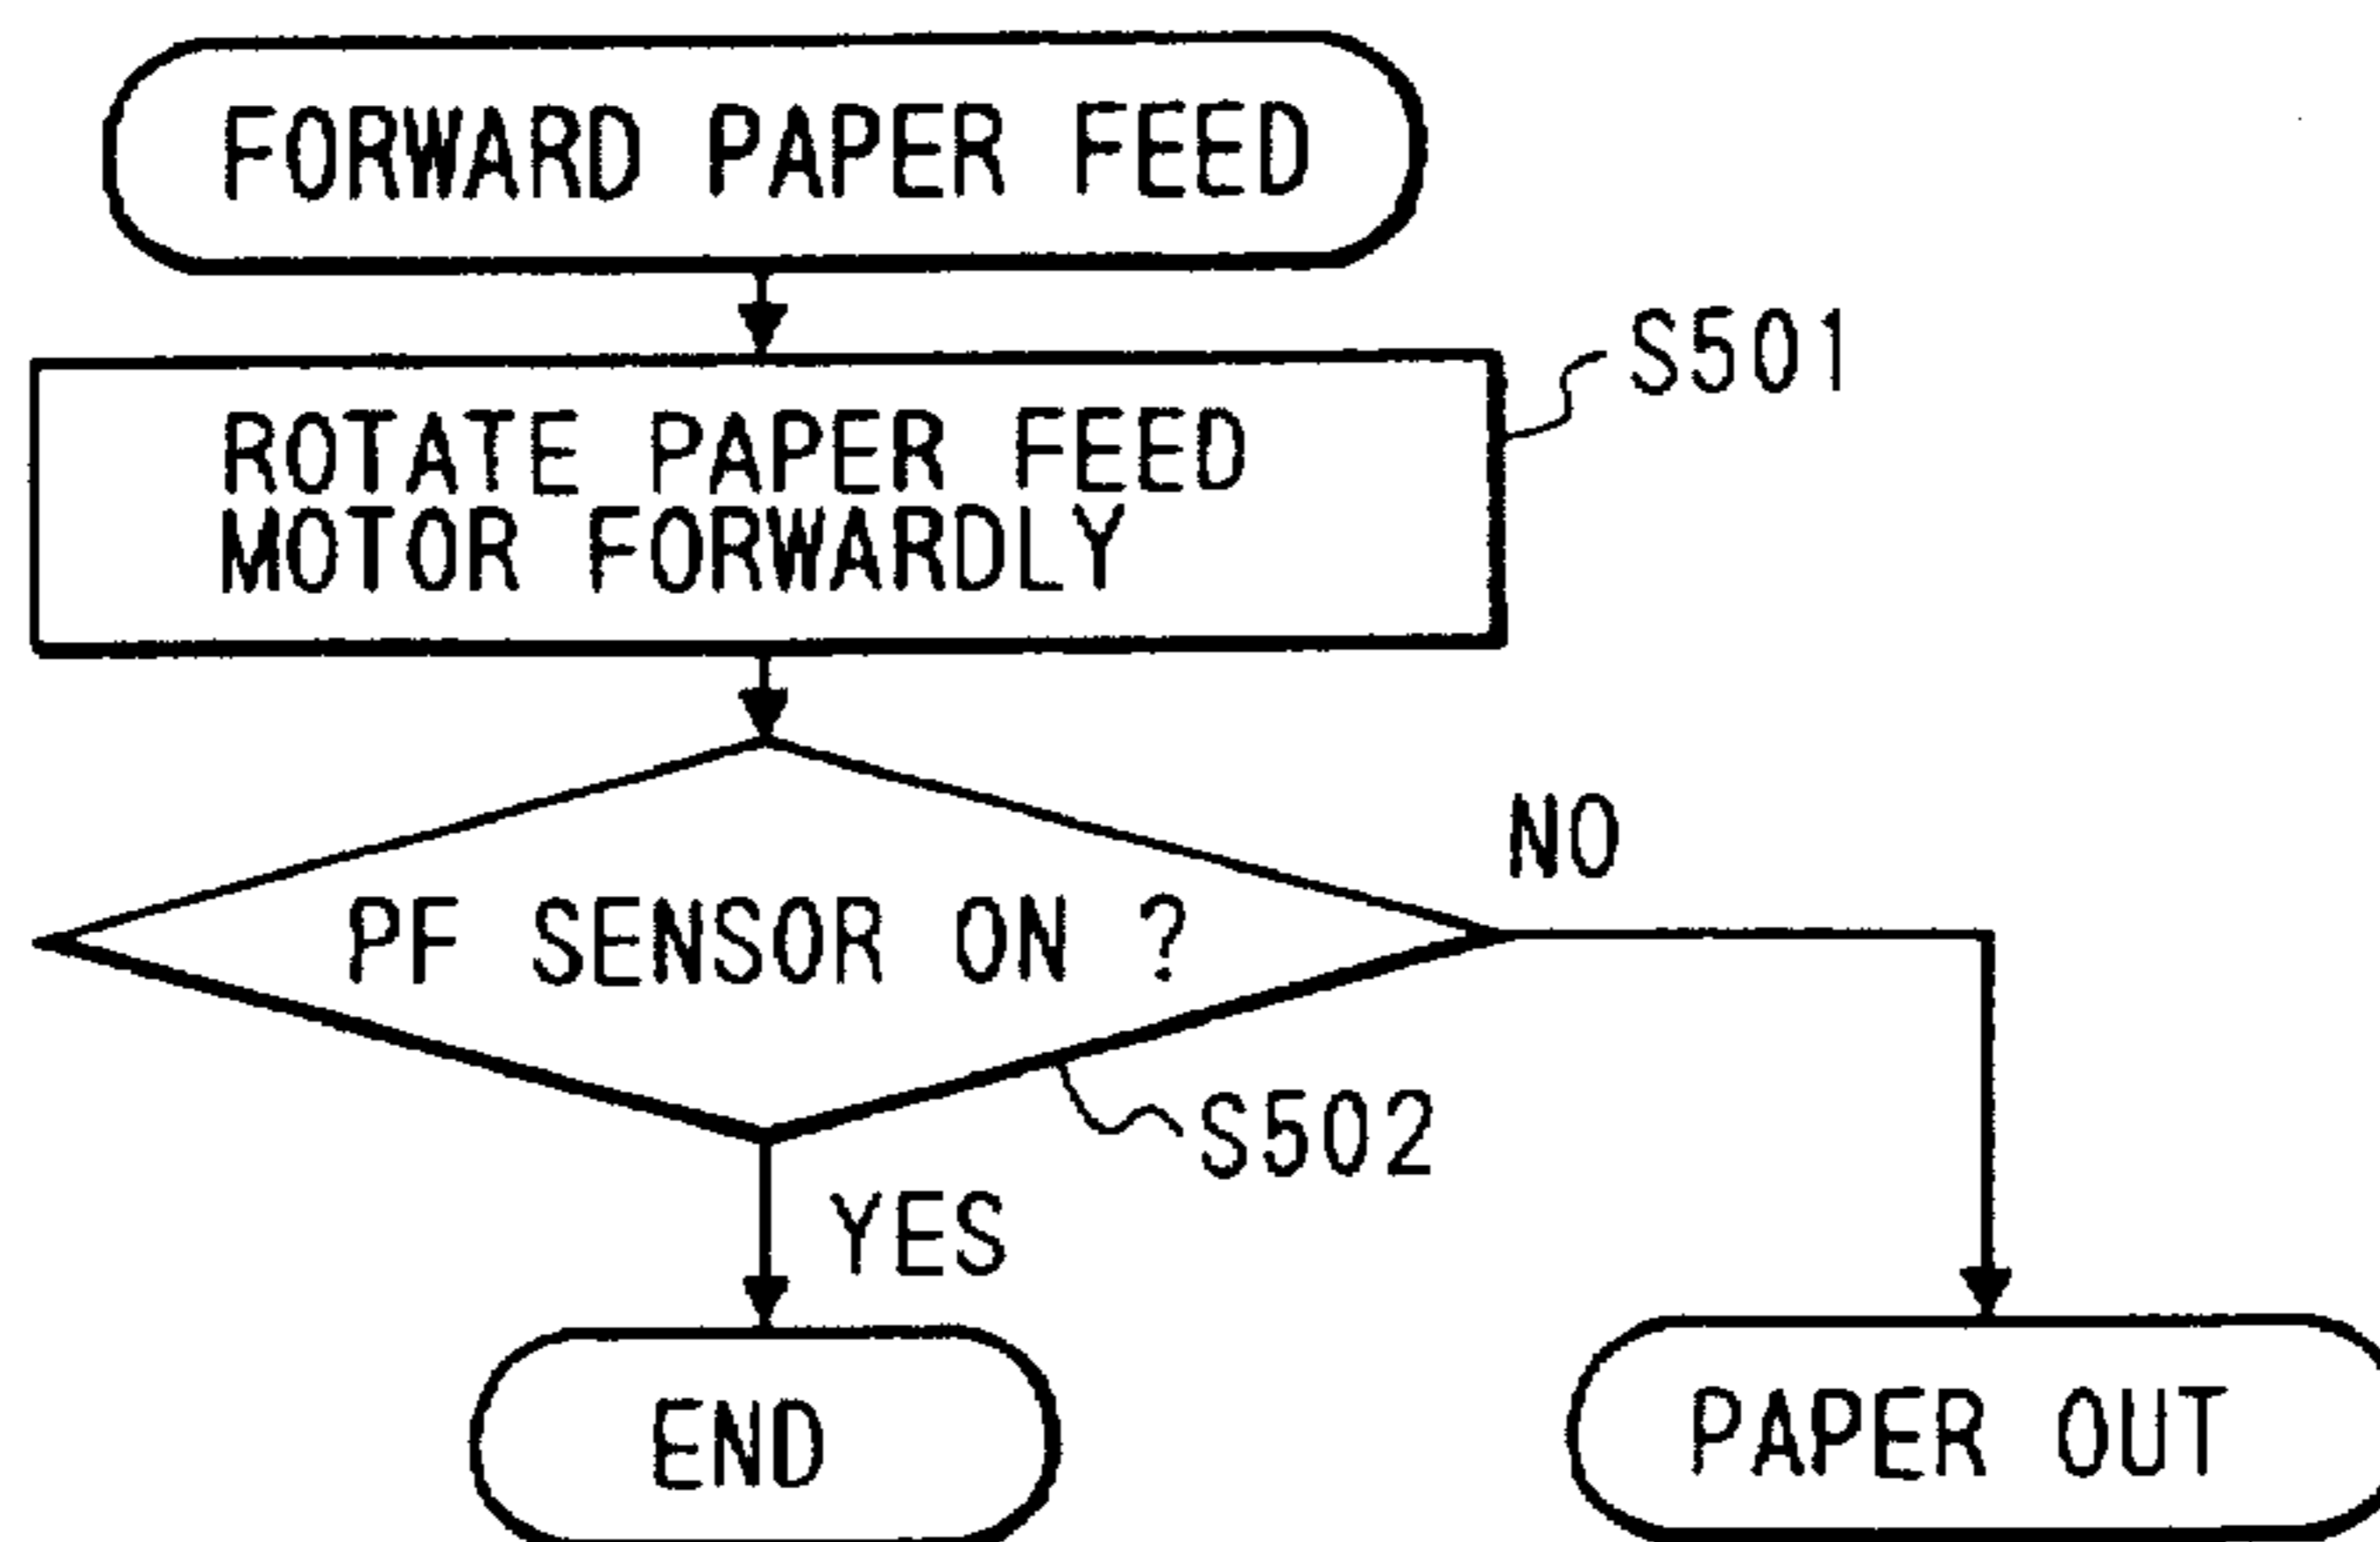 FORWARD PAPER FEED
S501
ROTATE PAPER FEED
MOTOR FORWARDLY
NO
PF SENSOR ON ?
S502
YES
END
PAPER OUT